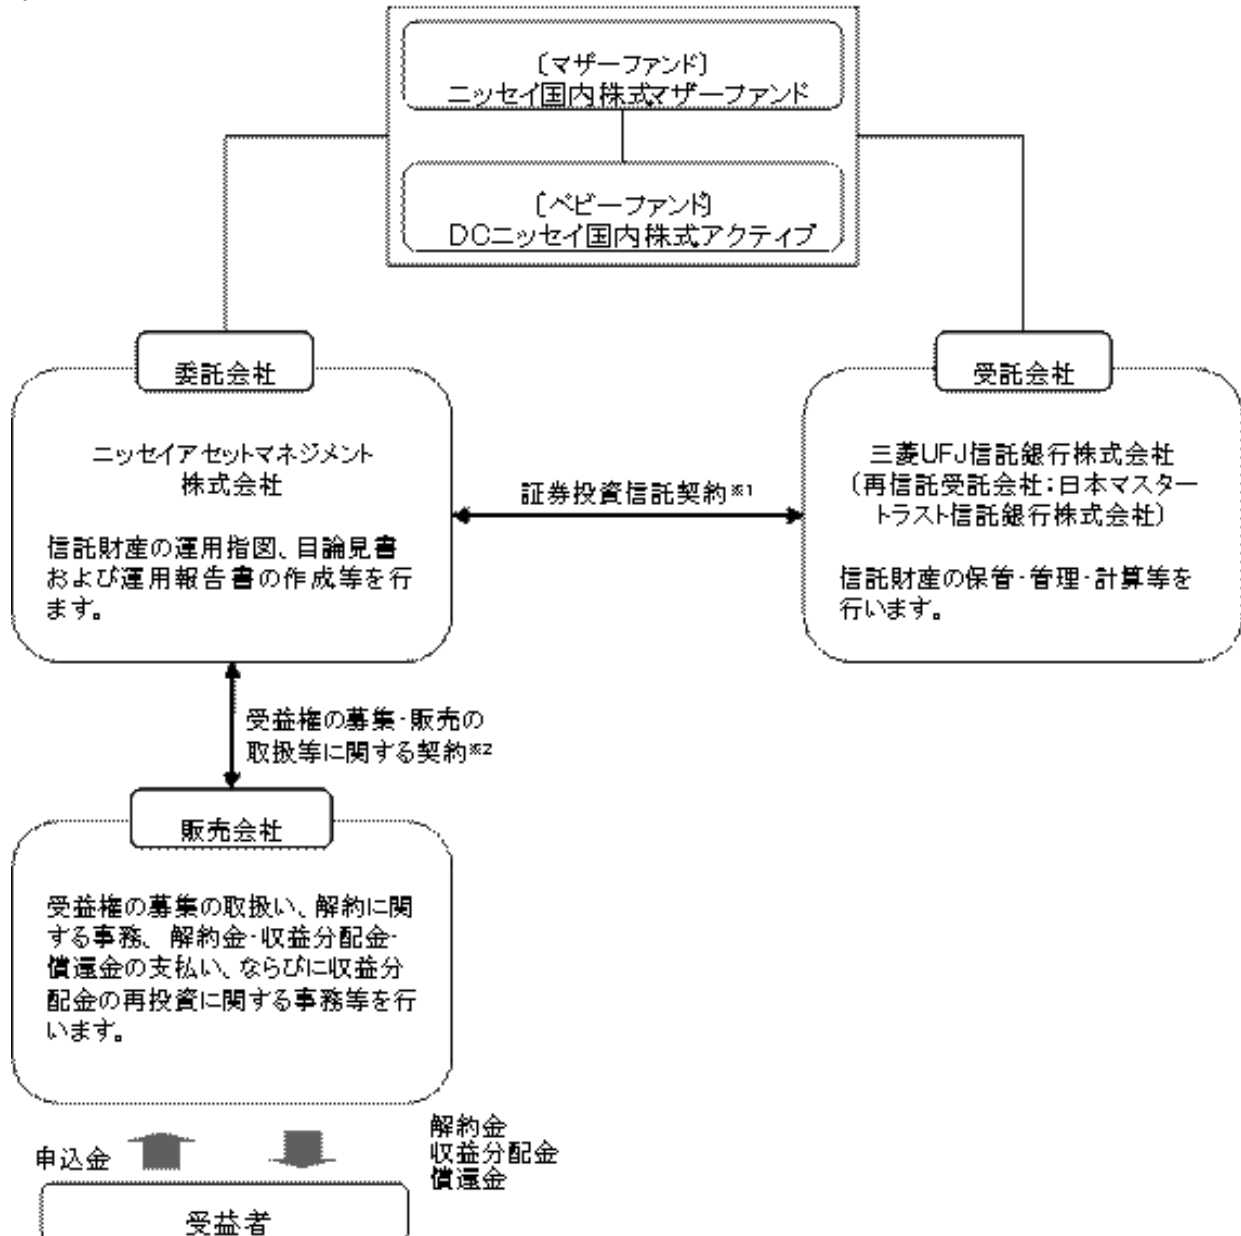 〔マザーファンド〕
ニッセイ国内株式マザーファンド
〔ベビーファンド〕
DCニッセイ国内株式アクティブ
委託会社
ニッセイアセットマネジメント
株式会社
信託財産の運用指図、目論見書
および運用報告書の作成等を行
ます。
証券投資信託契約※1
受託会社
三菱UFJ信託銀行株式会社
（再信託受託会社：日本マスター
トラスト信託銀行株式会社）
信託財産の保管・管理・計算等を
行います。
受益権の募集・販売の
取扱等に関する契約※2
販売会社
受益権の募集の取扱い、解約に関
する事務、解約金・収益分配金・
償還金の支払い、ならびに収益分
配金の再投資に関する事務等を行
います。
申込金
解約金
収益分配金
償還金
受益者